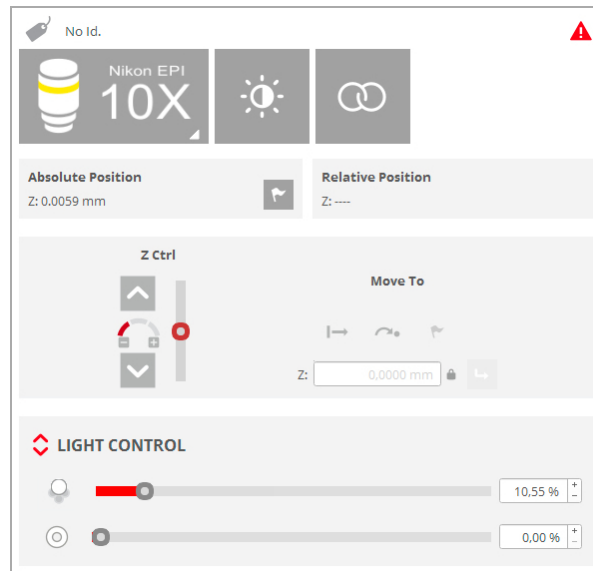 No Id.
Nikon EPI
10X
Absolute Position
Z: 0.0059 mm
Relative Position
Z: ----
Z Ctrl
Move To
Z: 0,0000 mm
LIGHT CONTROL
10,55 %
0,00 %